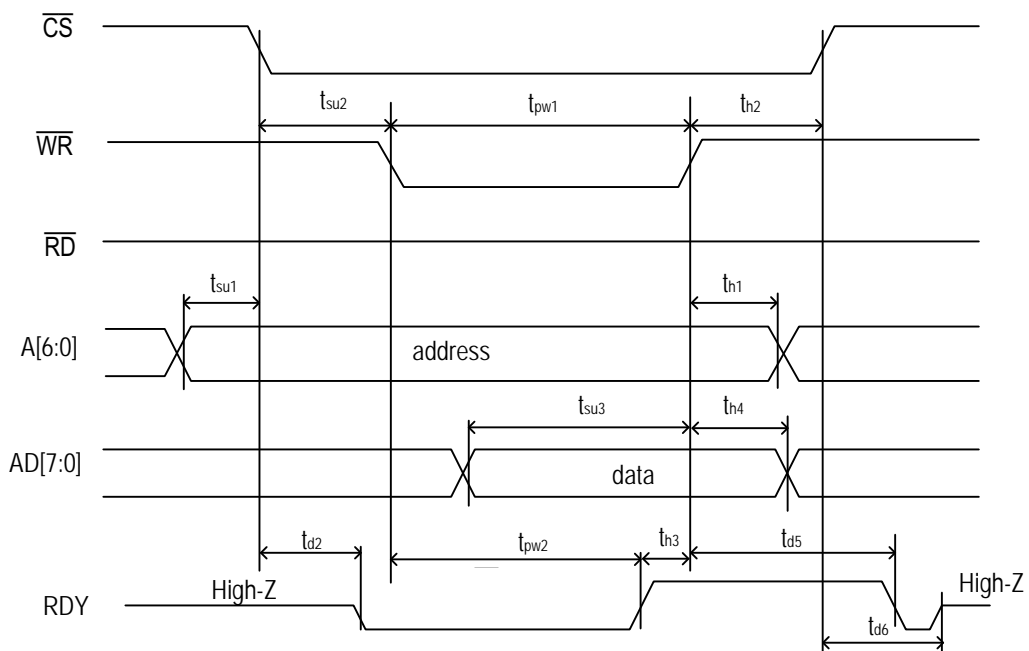 CS
tsu2 tpw1 th2
WR
RD
tsu1 th1
A[6:0] address
tsu3 th4
AD[7:0] data
td2 tpw2 th3 td5
RDY High-Z High-Z
td6